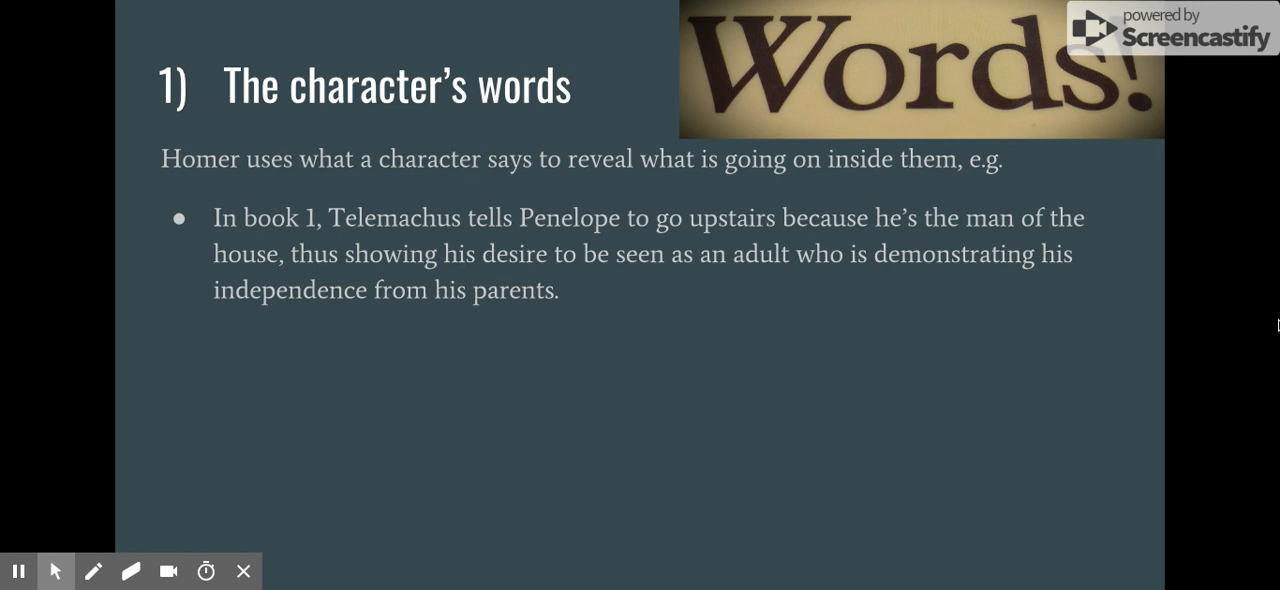 Words!
powered by
Screencastify
1) The character's words
Homer uses what a character says to reveal what is going on inside them, e.g.
● In book 1, Telemachus tells Penelope to go upstairs because he's the man of the
house, thus showing his desire to be seen as an adult who is demonstrating his
independence from his parents.